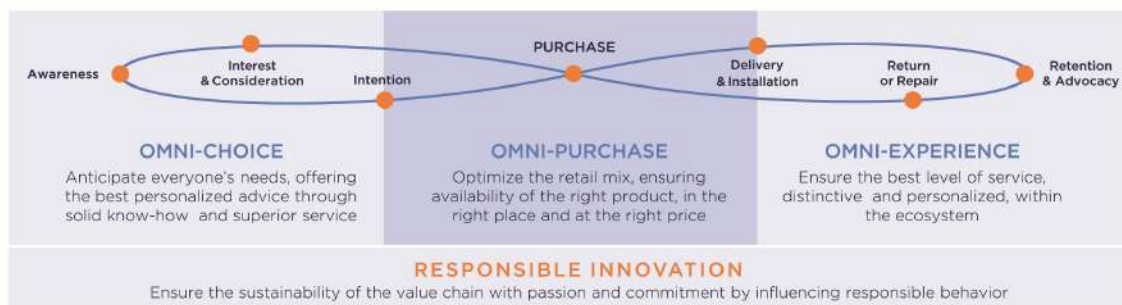 PURCHASE
Awareness
Interest
& Consideration
Intention
Delivery
& Installation
Return
or Repair
Retention
& Advocacy
OMNI-CHOICE
Anticipate everyone's needs, offering
the best personalized advice through
solid know-how and superior service
OMNI-PURCHASE
Optimize the retail mix, ensuring
availability of the right product, in the
right place and at the right price
OMNI-EXPERIENCE
Ensure the best level of service,
distinctive and personalized, within
the ecosystem
RESPONSIBLE INNOVATION
Ensure the sustainability of the value chain with passion and commitment by influencing responsible behavior